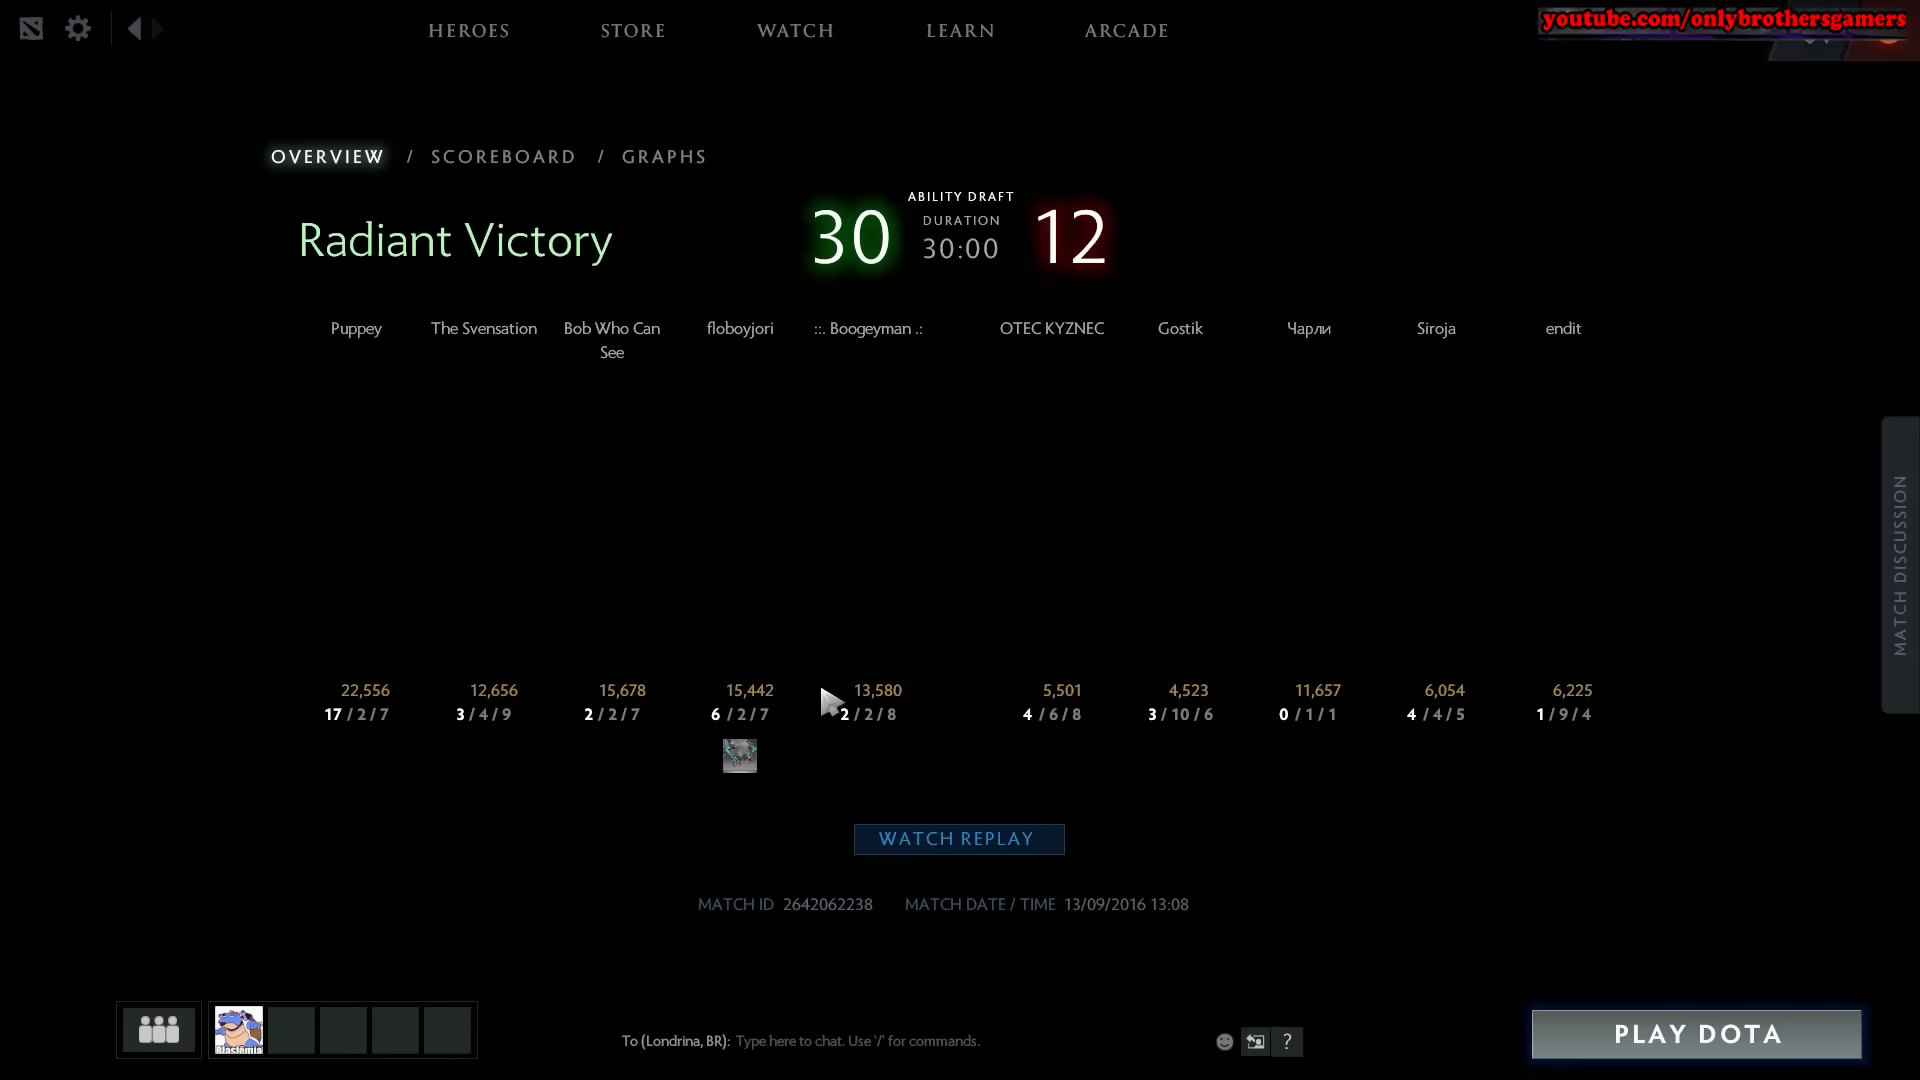 HEROES STORE WATCH LEARN ARCADE
youtube.com/onlybrothersgamers
OVERVIEW / SCOREBOARD / GRAPHS
Radiant Victory
30
ABILITY DRAFT
DURATION
30:00
12
Puppey The Svensation Bob Who Can See floboyjori ::. Boogeyman .: OTEC KYZNEC Gostik Чарли Siroja endit
MATCH DISCUSSION
22,556 12,656 15,678 15,442 13,580 5,501 4,523 11,657 6,054 6,225
17 / 2 / 7 3 / 4 / 9 2 / 2 / 7 6 / 2 / 7 2 / 2 / 8 4 / 6 / 8 3 / 10 / 6 0 / 1 / 1 4 / 4 / 5 1 / 9 / 4
WATCH REPLAY
MATCH ID 2642062238 MATCH DATE / TIME 13/09/2016 13:08
Blastêmia
To (Londrina, BR): Type here to chat. Use '/' for commands.
?
PLAY DOTA